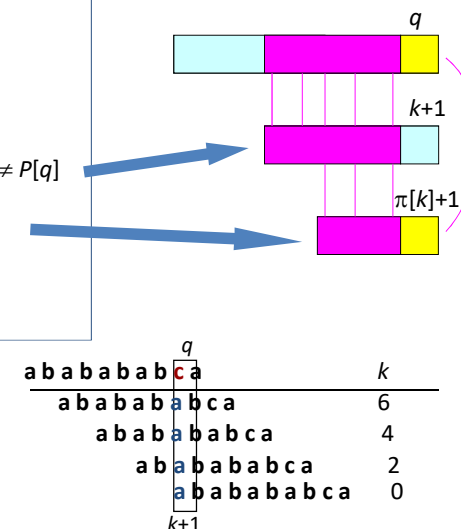 q
k+1
≠ P[q]
π[k]+1
q
a b a b a b a b c a k
a b a b a b a b c a 6
a b a b a b a b c a 4
a b a b a b a b c a 2
a b a b a b a b c a 0
k+1